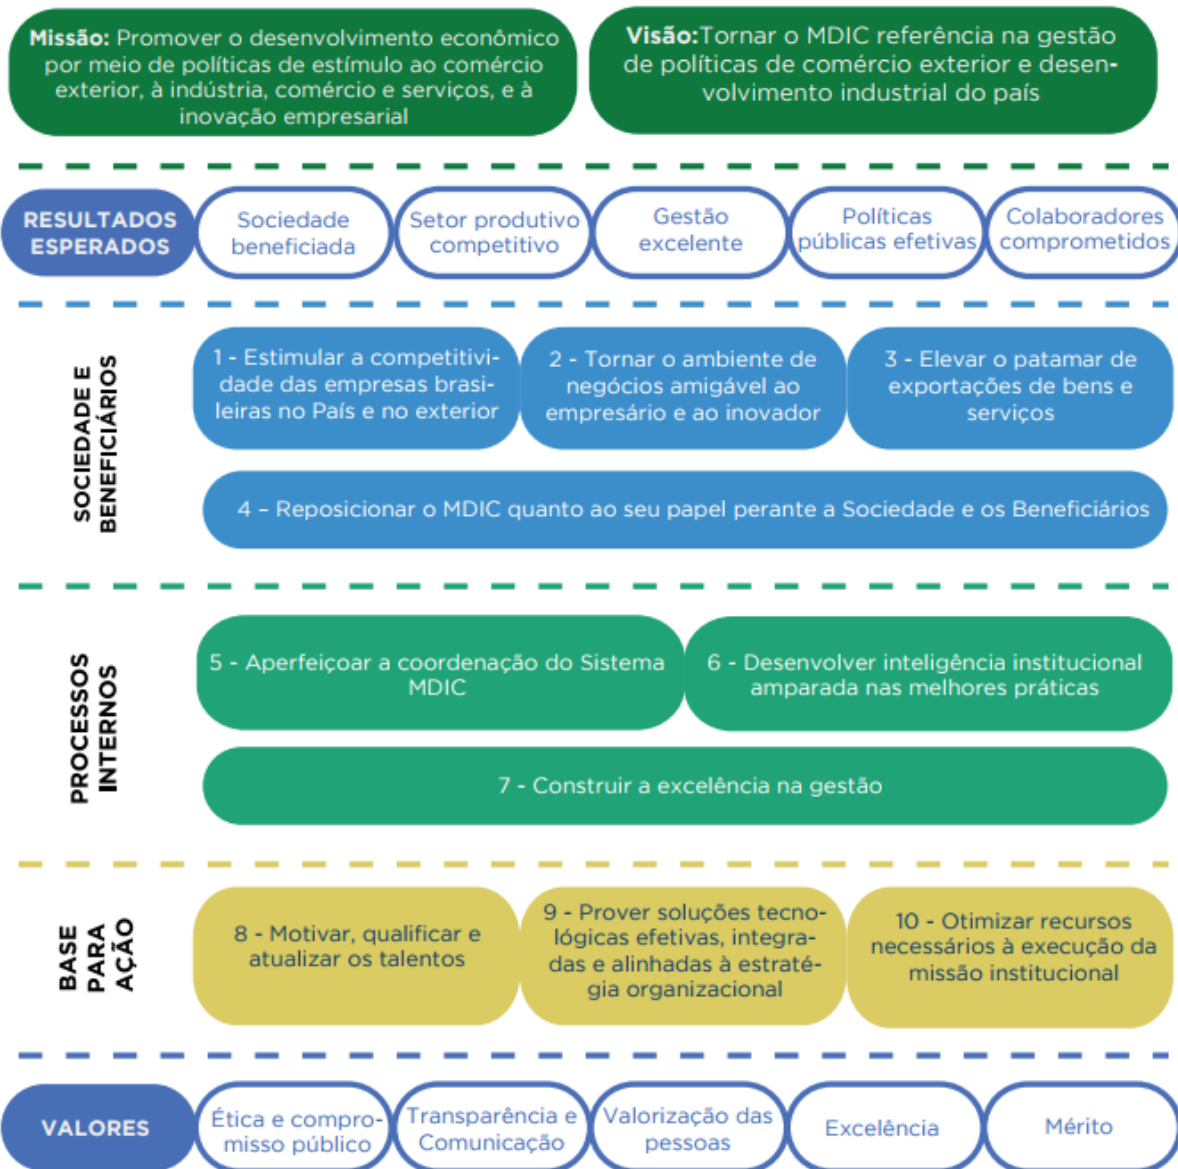 Missão: Promover o desenvolvimento econômico
por meio de políticas de estímulo ao comércio
exterior, à indústria, comércio e serviços, e à
inovação empresarial
Visão:Tornar o MDIC referência na gestão
de políticas de comércio exterior e desen-
volvimento industrial do país
RESULTADOS
ESPERADOS
Sociedade
beneficiada
Setor produtivo
competitivo
Gestão
excelente
Políticas
públicas efetivas
Colaboradores
comprometidos
SOCIEDADE E
BENEFICIÁRIOS
1 - Estimular a competitivi-
dade das empresas brasi-
leiras no País e no exterior
2 - Tornar o ambiente de
negócios amigável ao
empresário e ao inovador
3 - Elevar o patamar de
exportações de bens e
serviços
4 – Reposicionar o MDIC quanto ao seu papel perante a Sociedade e os Beneficiários
PROCESSOS
INTERNOS
5 - Aperfeiçoar a coordenação do Sistema
MDIC
6 - Desenvolver inteligência institucional
amparada nas melhores práticas
7 - Construir a excelência na gestão
BASE
PARA
AÇÃO
8 - Motivar, qualificar e
atualizar os talentos
9 - Prover soluções tecno-
lógicas efetivas, integra-
das e alinhadas à estraté-
gia organizacional
10 - Otimizar recursos
necessários à execução da
missão institucional
VALORES
Ética e compro-
misso público
Transparência e
Comunicação
Valorização das
pessoas
Excelência
Mérito